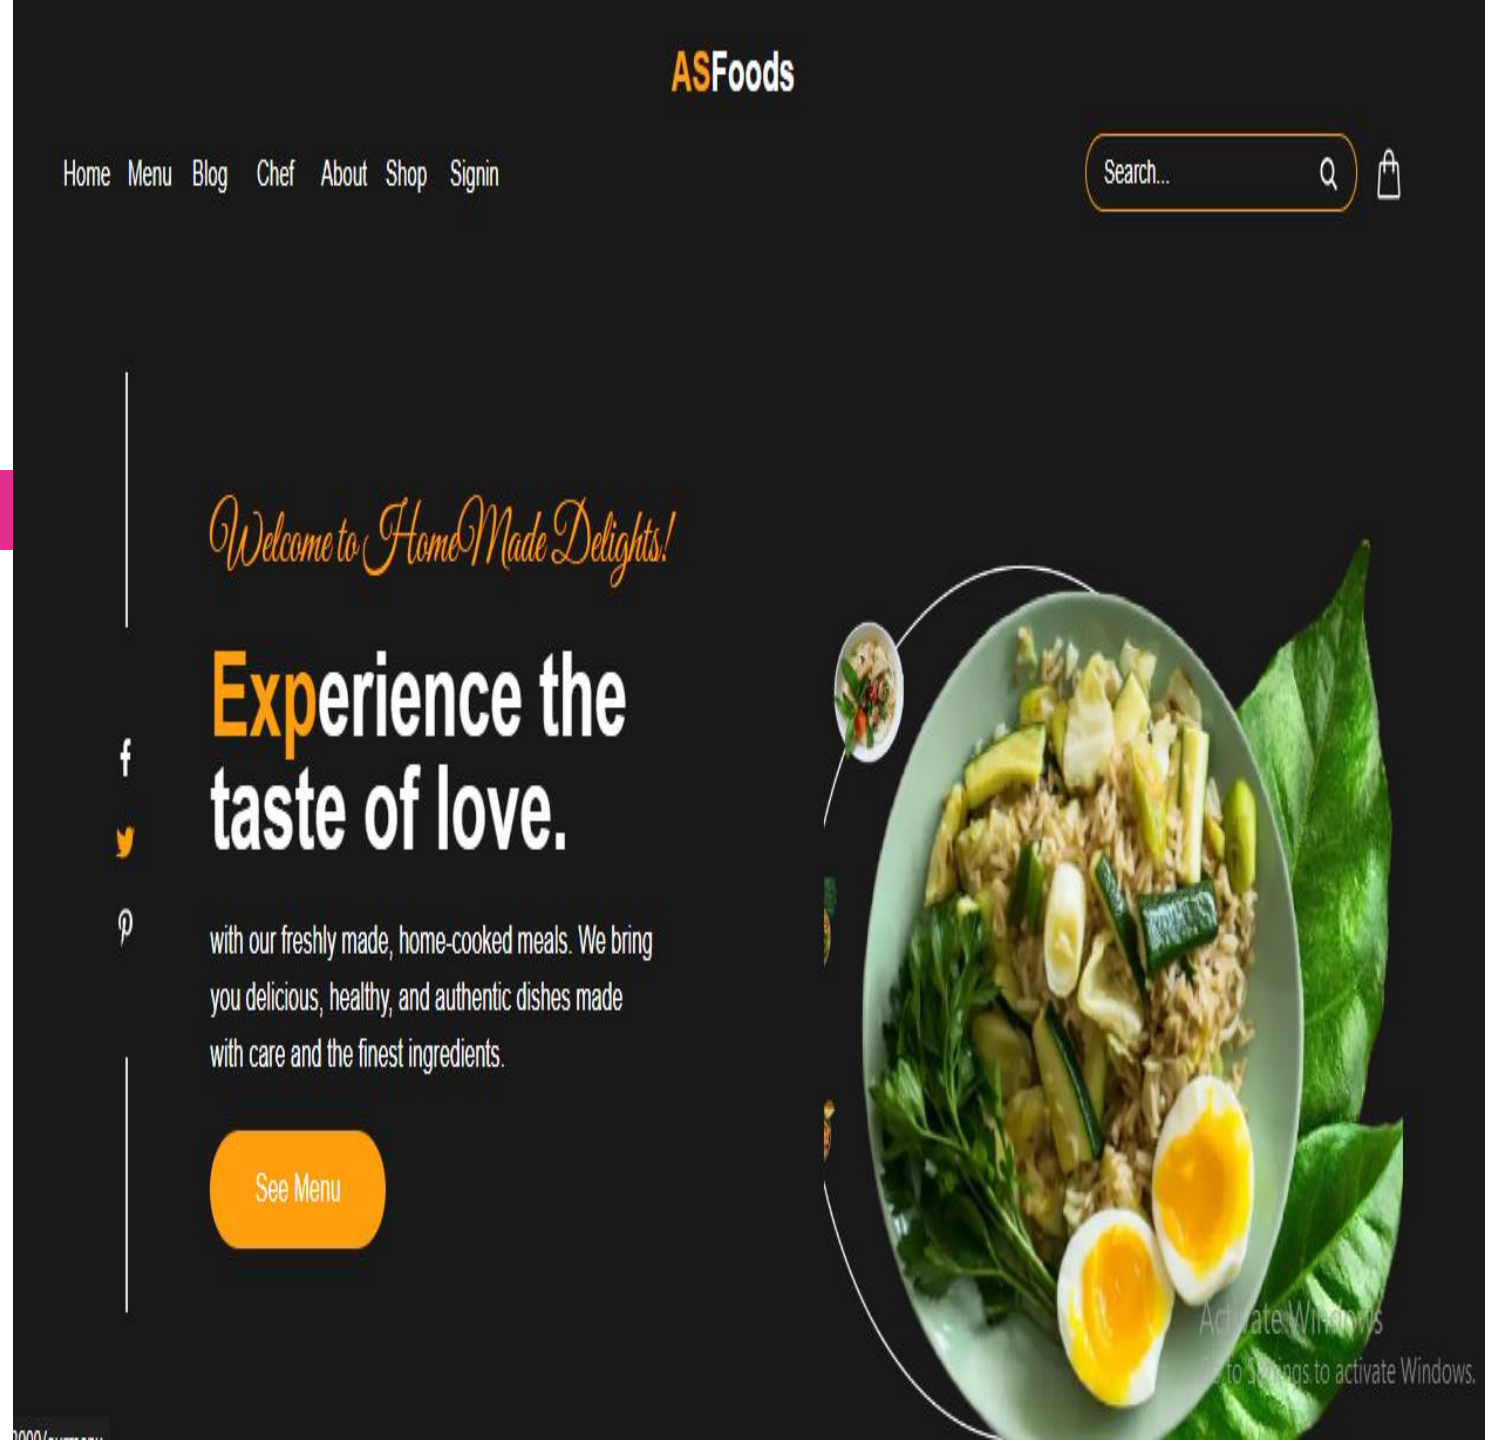 ASFoods
Home Menu Blog Chef About Shop Signin
Search...
Welcome to HomeMade Delights!
Experience the
taste of love.
with our freshly made, home-cooked meals. We bring
you delicious, healthy, and authentic dishes made
with care and the finest ingredients.
See Menu
Activate Windows
Go to Settings to activate Windows.